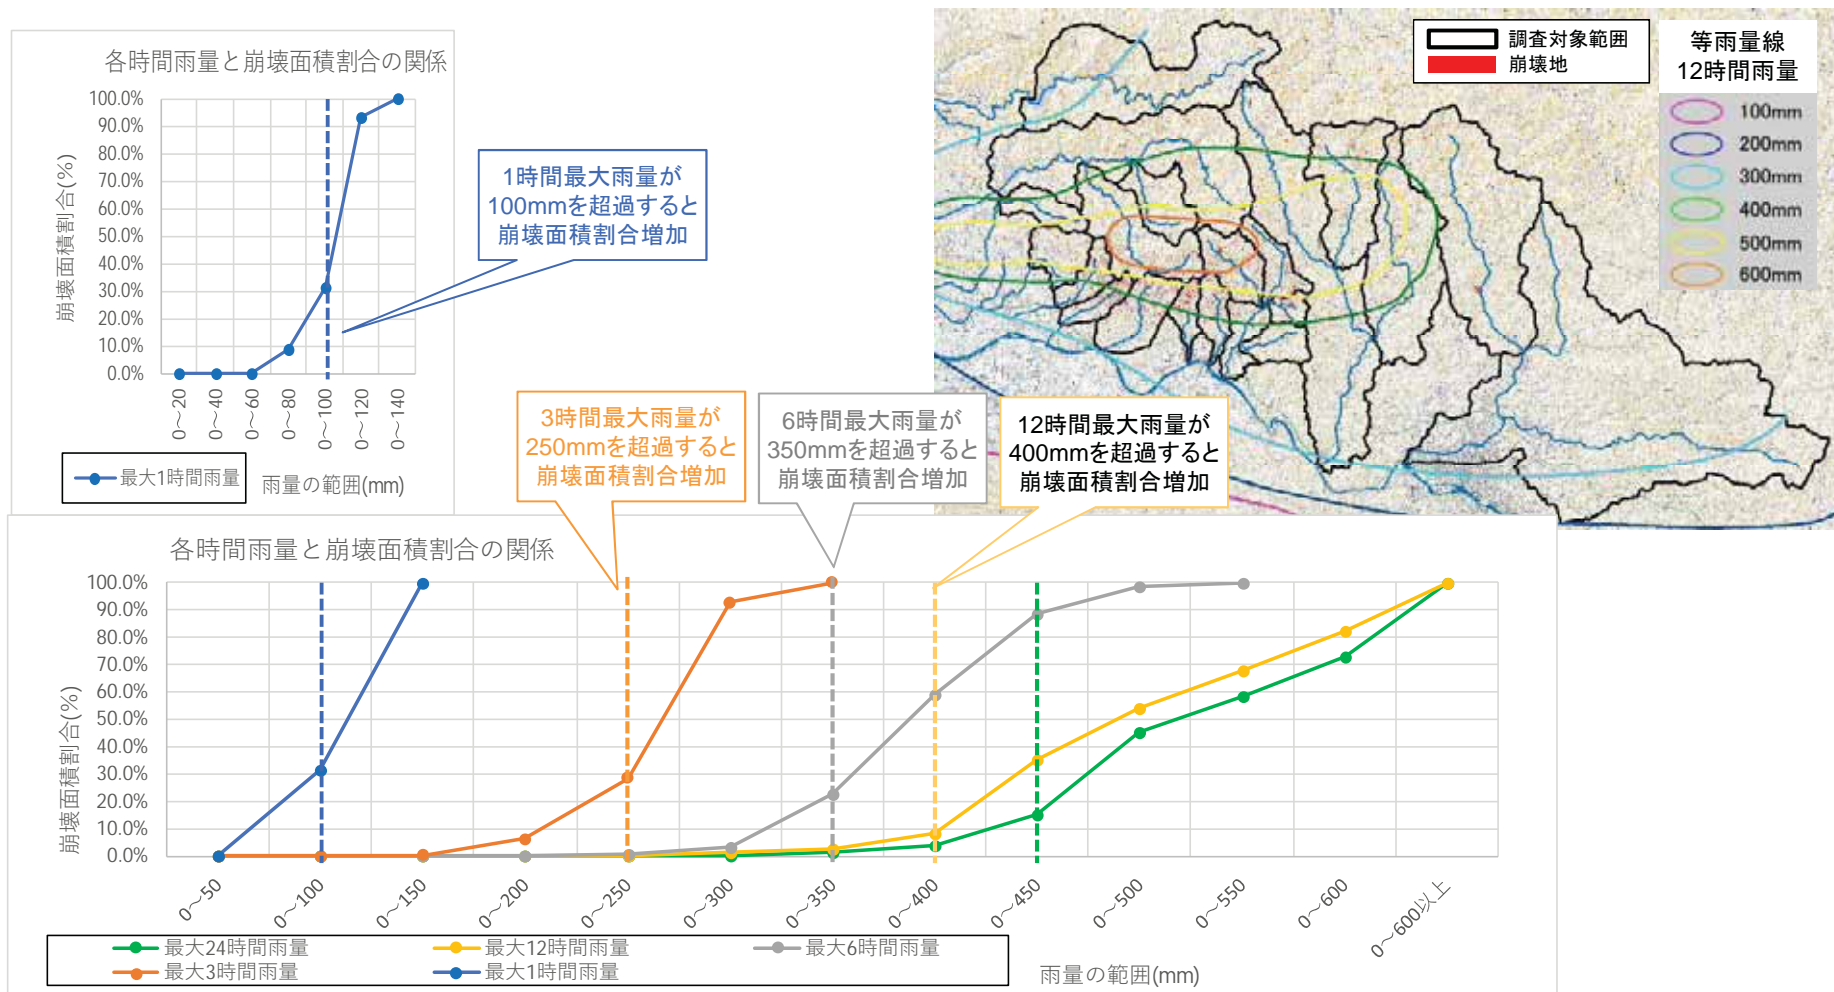 各時間雨量と崩壊面積割合の関係
100.0%
90.0%
80.0%
70.0%
60.0%
50.0%
40.0%
30.0%
20.0%
10.0%
0.0%
崩壊面積割合(%)
0～20
0～40
0～60
0～80
0～100
0～120
0～140
最大1時間雨量
雨量の範囲(mm)
1時間最大雨量が
100mmを超過すると
崩壊面積割合増加
調査対象範囲
崩壊地
等雨量線
12時間雨量
100mm
200mm
300mm
400mm
500mm
600mm
3時間最大雨量が
250mmを超過すると
崩壊面積割合増加
6時間最大雨量が
350mmを超過すると
崩壊面積割合増加
12時間最大雨量が
400mmを超過すると
崩壊面積割合増加
各時間雨量と崩壊面積割合の関係
100.0%
90.0%
80.0%
70.0%
60.0%
50.0%
40.0%
30.0%
20.0%
10.0%
0.0%
崩壊面積割合(%)
0～50
0～100
0～150
0～200
0～250
0～300
0～350
0～400
0～450
0～500
0～550
0～600
0～600以上
最大24時間雨量
最大12時間雨量
最大6時間雨量
最大3時間雨量
最大1時間雨量
雨量の範囲(mm)